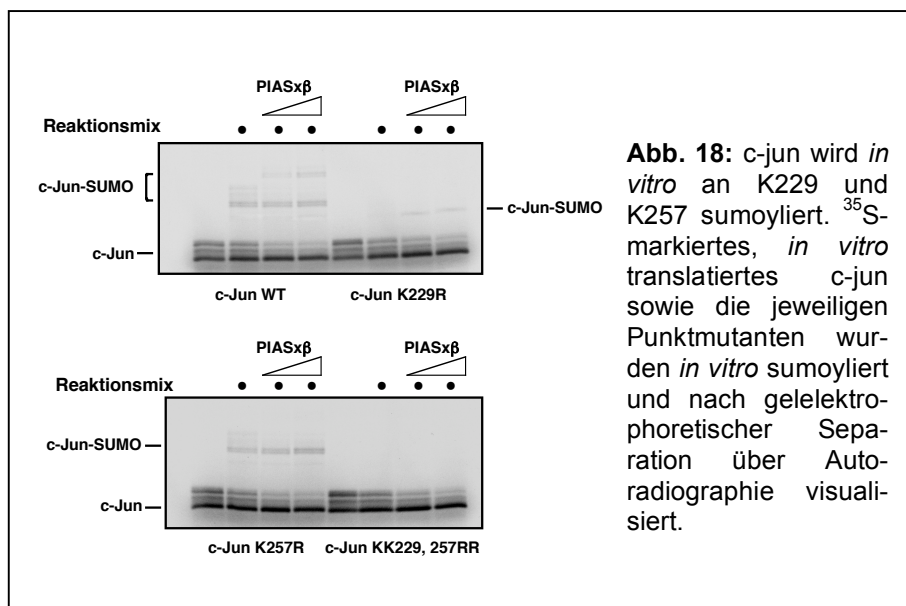 PIASxβ PIASxβ
Reaktionsmix • • • • • •
c-Jun-SUMO
c-Jun-SUMO
c-Jun
c-Jun WT c-Jun K229R
PIASxβ PIASxβ
Reaktionsmix • • • • • •
c-Jun-SUMO
c-Jun
c-Jun K257R c-Jun KK229, 257RR
Abb. 18: c-jun wird in
vitro an K229 und
K257 sumoyliert. ³⁵S-
markiertes, in vitro
translatiertes c-jun
sowie die jeweiligen
Punktmutanten wur-
den in vitro sumoyliert
und nach gelelektro-
phoretischer Sepa-
ration über Auto-
radiographie visuali-
siert.